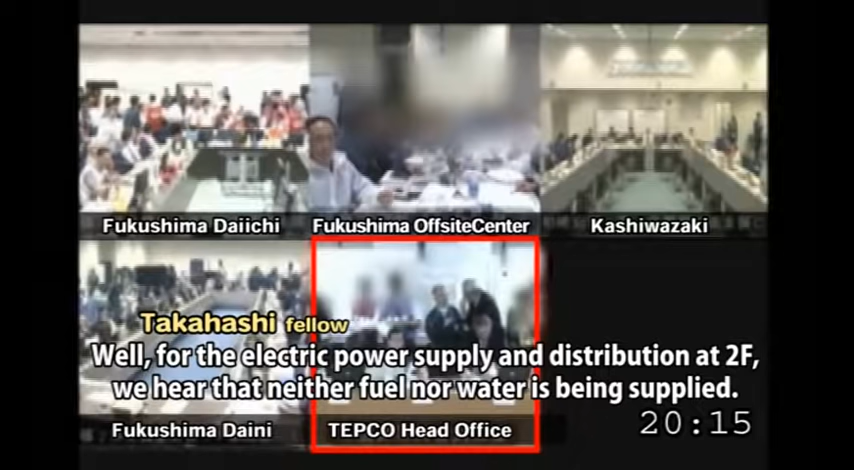 Fukushima Daiichi
Fukushima OffsiteCenter
Kashiwazaki
Takahashi fellow
Well, for the electric power supply and distribution at 2F,
we hear that neither fuel nor water is being supplied.
Fukushima Daini
TEPCO Head Office
20:15